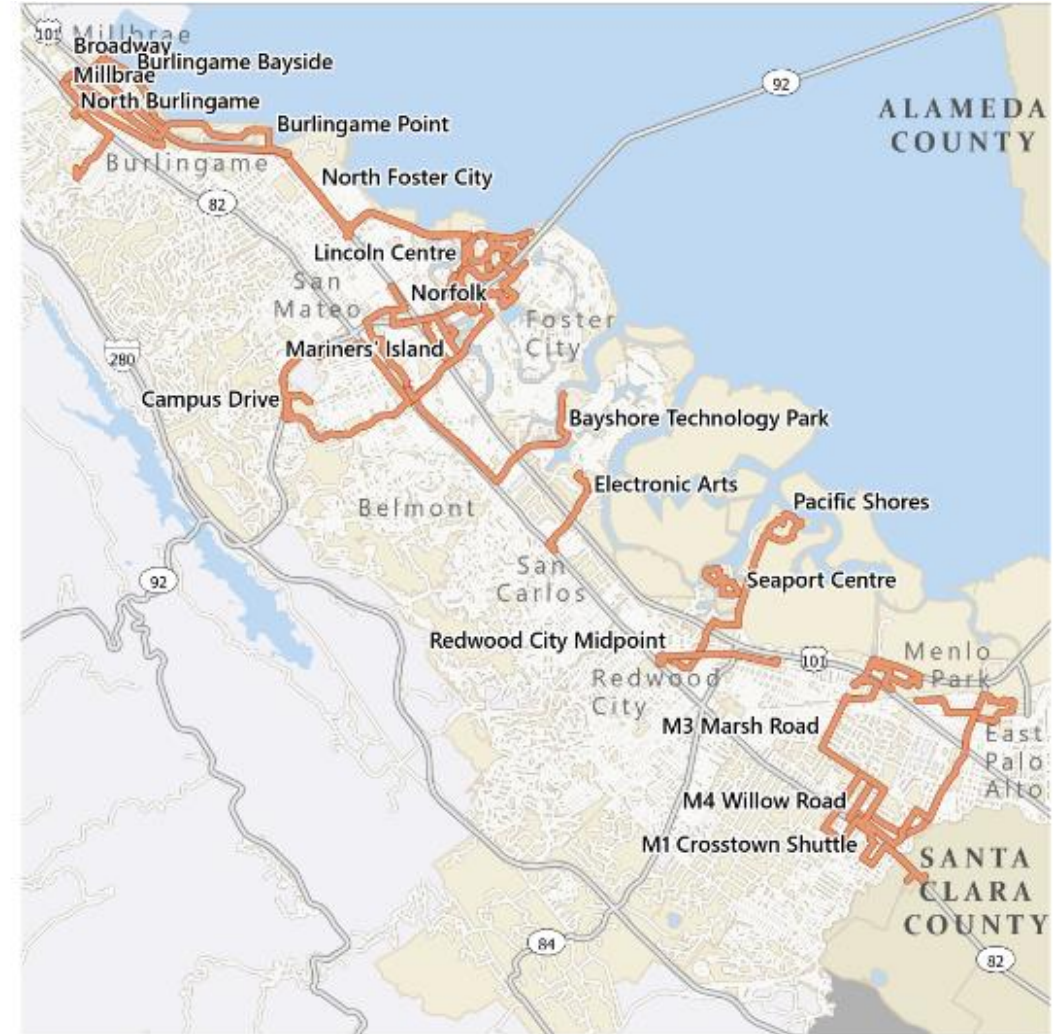 101
Millbrae
Broadway
Burlingame Bayside
Millbrae
North Burlingame
92
ALAMEDA
COUNTY
Burlingame Point
Burlingame
North Foster City
82
Lincoln Centre
San
Mateo
Norfolk
Foster
City
Mariners' Island
280
Campus Drive
Bayshore Technology Park
Electronic Arts
Belmont
Pacific Shores
San
Carlos
92
Seaport Centre
Redwood City Midpoint
101
Menlo
Park
Redwood
City
M3 Marsh Road
East
Palo
Alto
M4 Willow Road
M1 Crosstown Shuttle
SANTA
CLARA
COUNTY
84
82